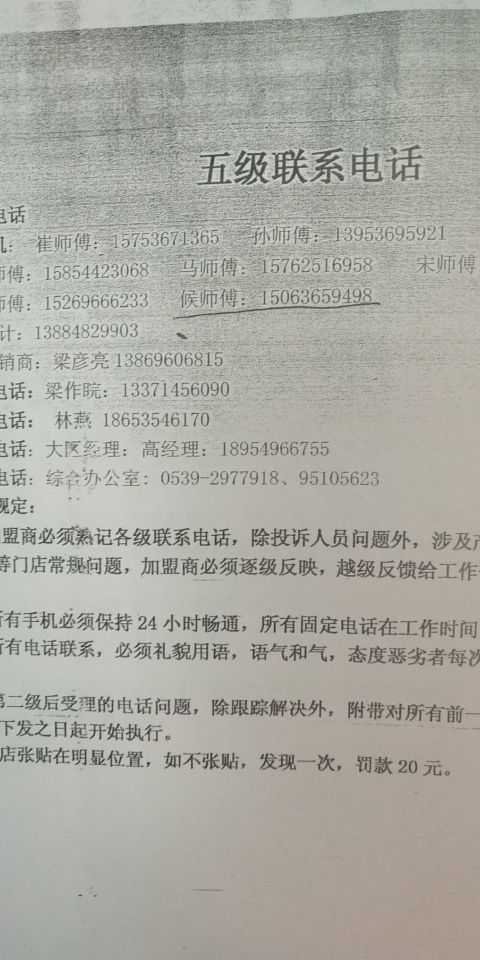 五级联系电话
电话
机： 崔师傅：15753671365 孙师傅：13953695921
师傅：15854423068 马师傅：15762516958 宋师傅
师傅：15269666233 候师傅：15063659498
计：13884829903
销商：梁彦亮 13869606815
电话：梁作皖：13371456090
电话： 林燕 18653546170
电话：大区经理：高经理：18954966755
电话：综合办公室：0539-2977918、95105623
规定：
盟商必须熟记各级联系电话，除投诉人员问题外，涉及产
等门店常规问题，加盟商必须逐级反映，越级反馈给工作
所有手机必须保持 24 小时畅通，所有固定电话在工作时间
所有电话联系，必须礼貌用语，语气和气，态度恶劣者每次
第二级后受理的电话问题，除跟踪解决外，附带对所有前一
下发之日起开始执行。
店张贴在明显位置，如不张贴，发现一次，罚款 20 元。